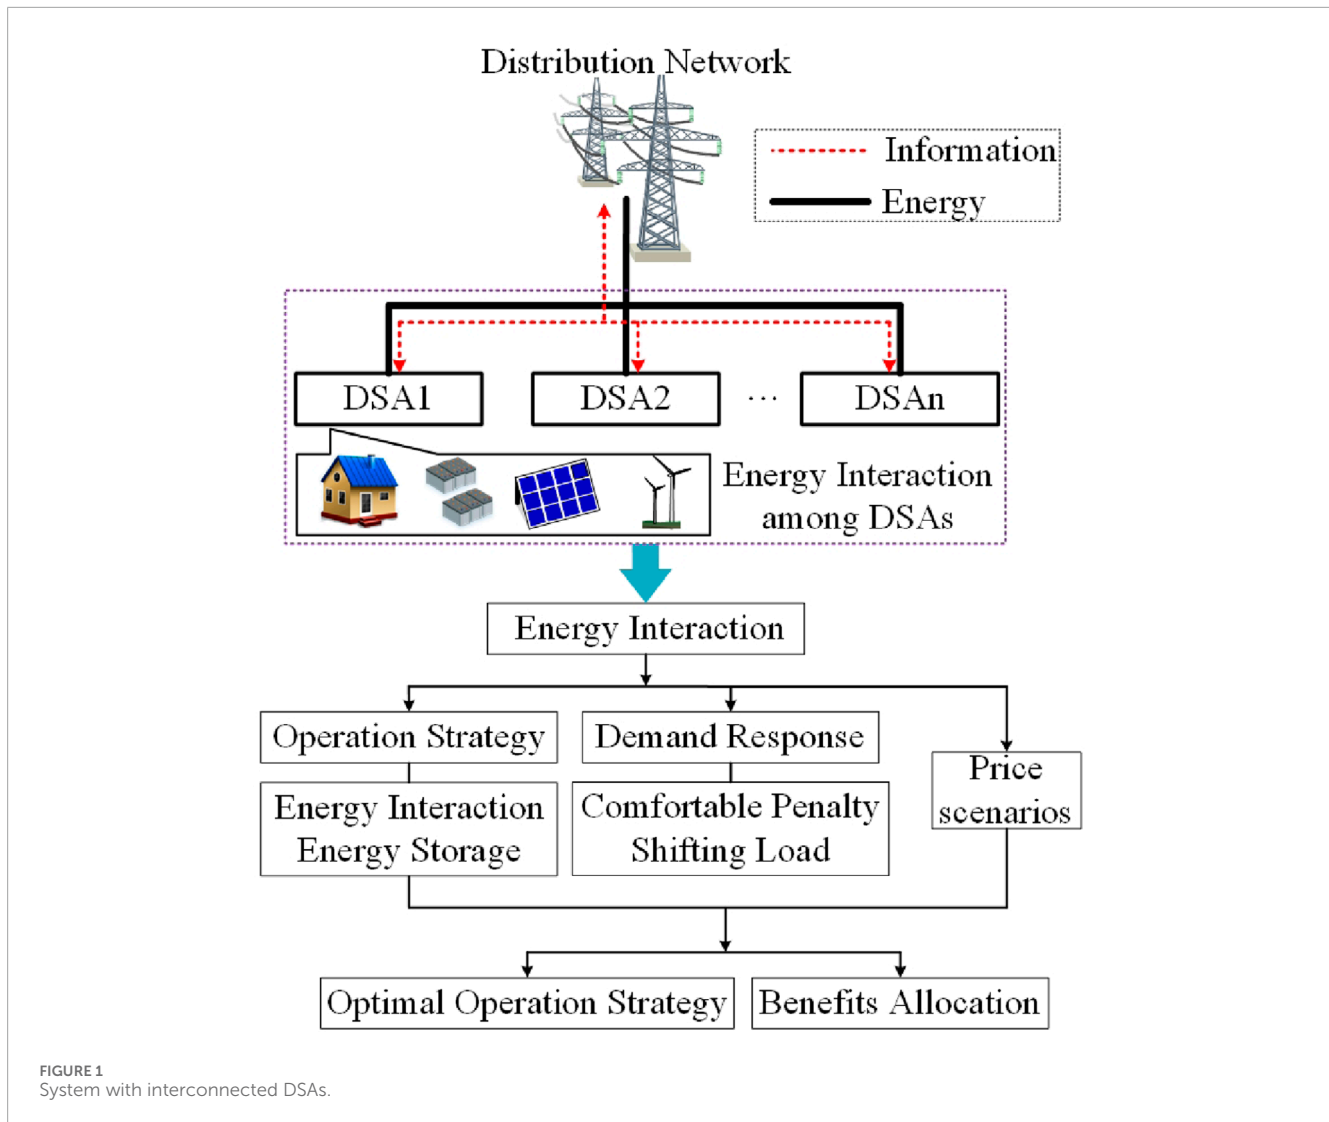 Distribution Network
Information
Energy
DSA1
DSA2
...
DSAn
Energy Interaction
among DSAs
Energy Interaction
Operation Strategy
Demand Response
Price
scenarios
Energy Interaction
Energy Storage
Comfortable Penalty
Shifting Load
Optimal Operation Strategy
Benefits Allocation
FIGURE 1
System with interconnected DSAs.